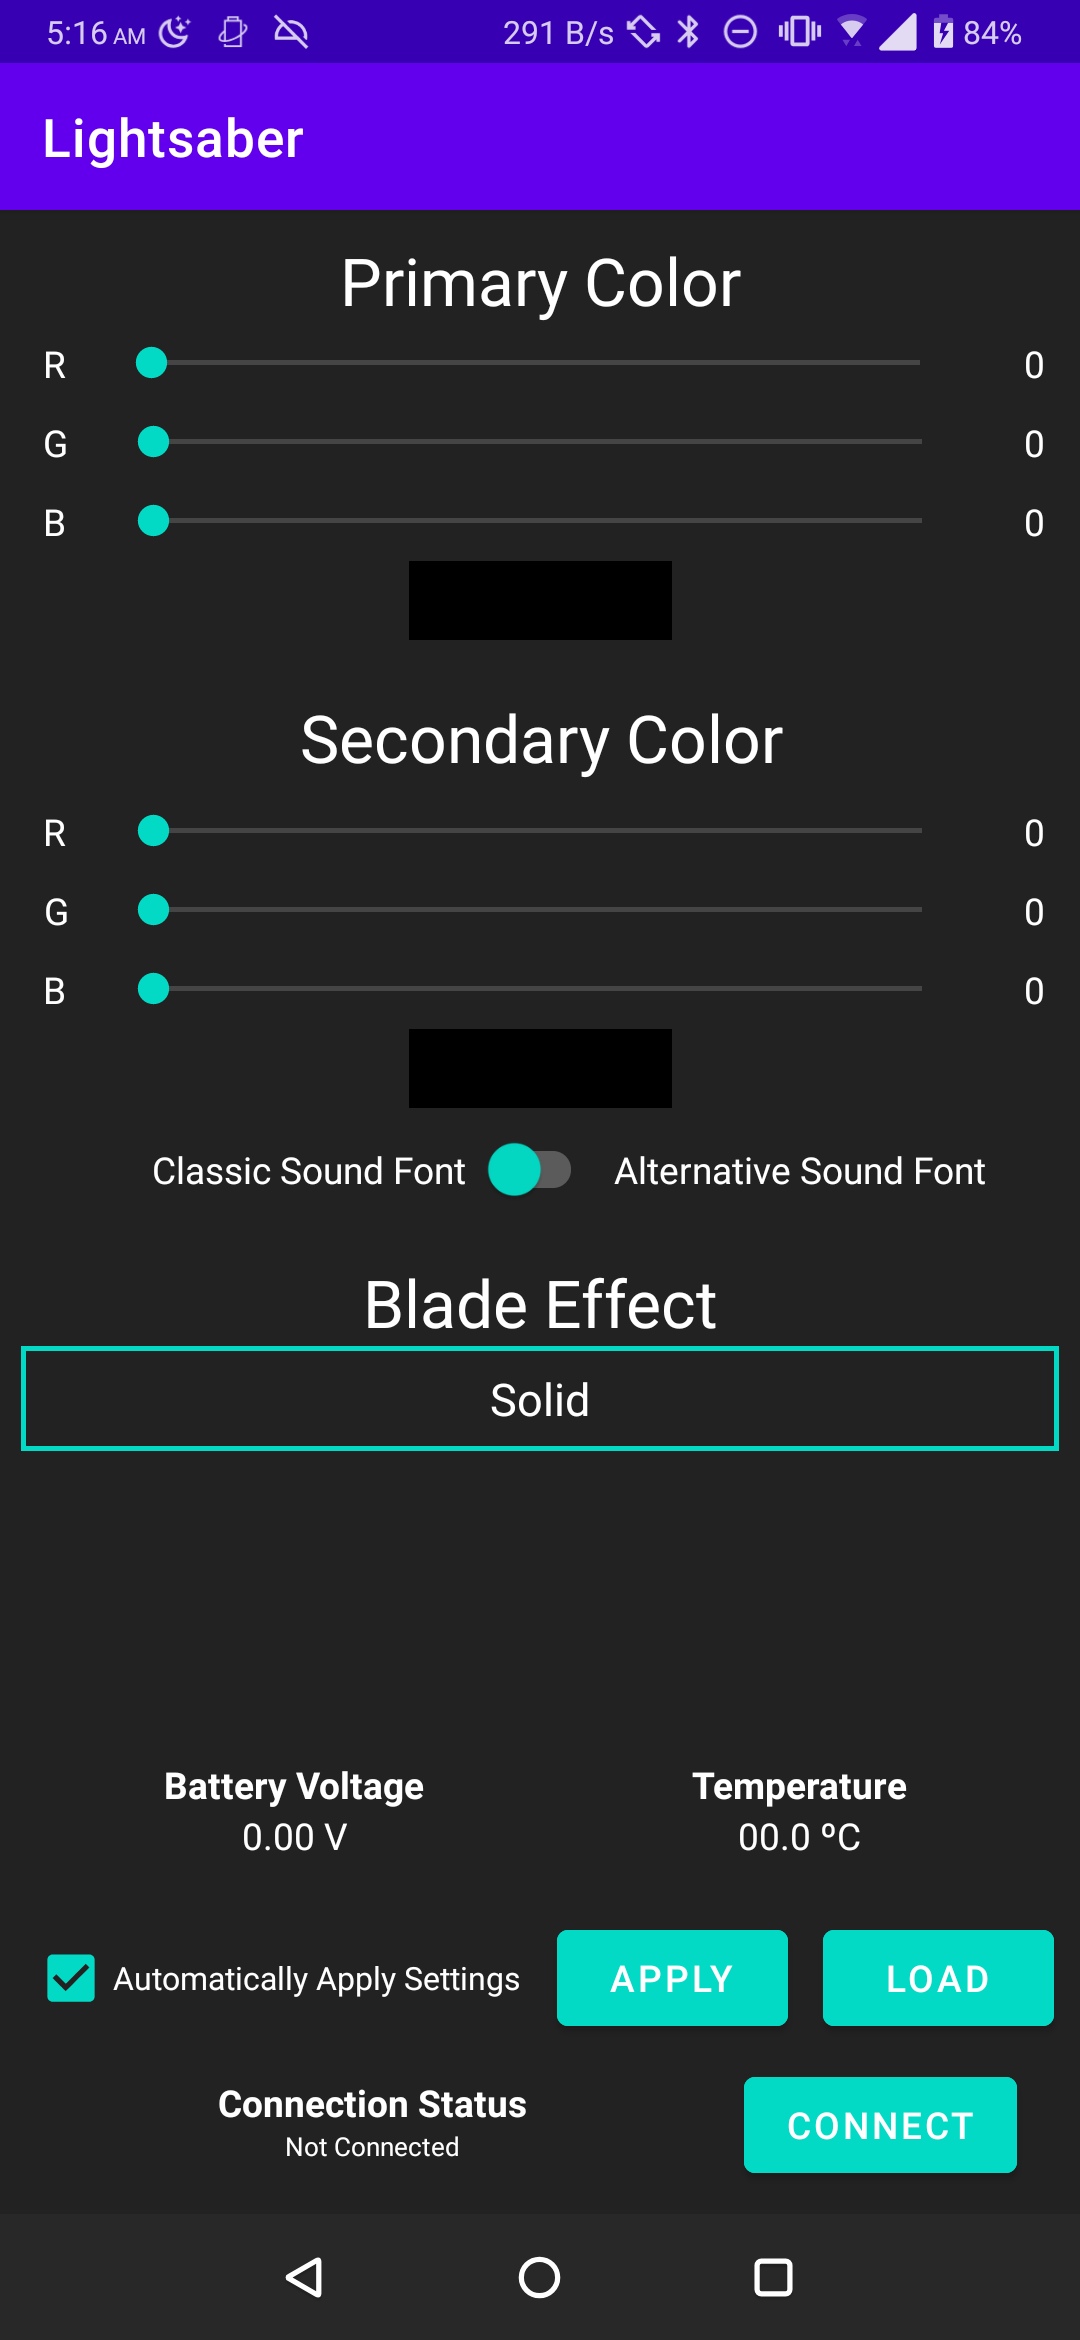 5:16 AM 291 B/s 84%
Lightsaber
Primary Color
R 0
G 0
B 0
Secondary Color
R 0
G 0
B 0
Classic Sound Font Alternative Sound Font
Blade Effect
Solid
Battery Voltage Temperature
0.00 V 00.0 ºC
Automatically Apply Settings APPLY LOAD
Connection Status
Not Connected
CONNECT